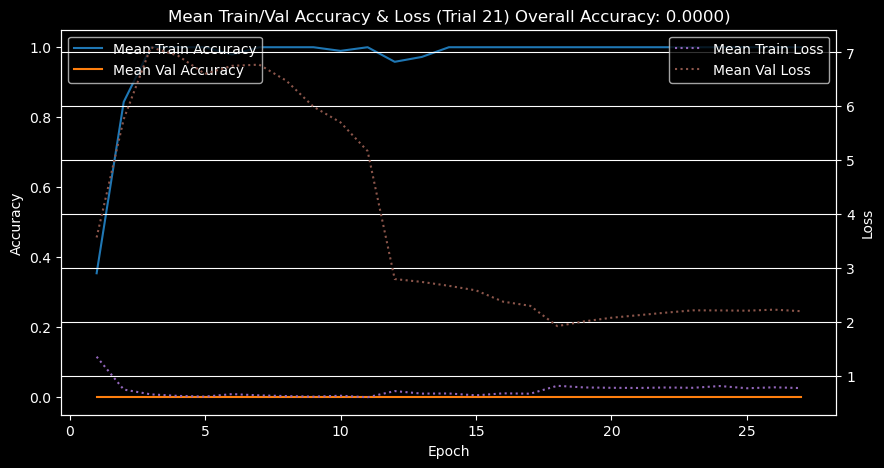 Mean Train/Val Accuracy & Loss (Trial 21) Overall Accuracy: 0.0000)
Mean Train Accuracy
Mean Val Accuracy
Mean Train Loss
Mean Val Loss
1.0
0.8
0.6
0.4
0.2
0.0
Accuracy
7
6
5
4
3
2
1
Loss
0
5
10
15
20
25
Epoch